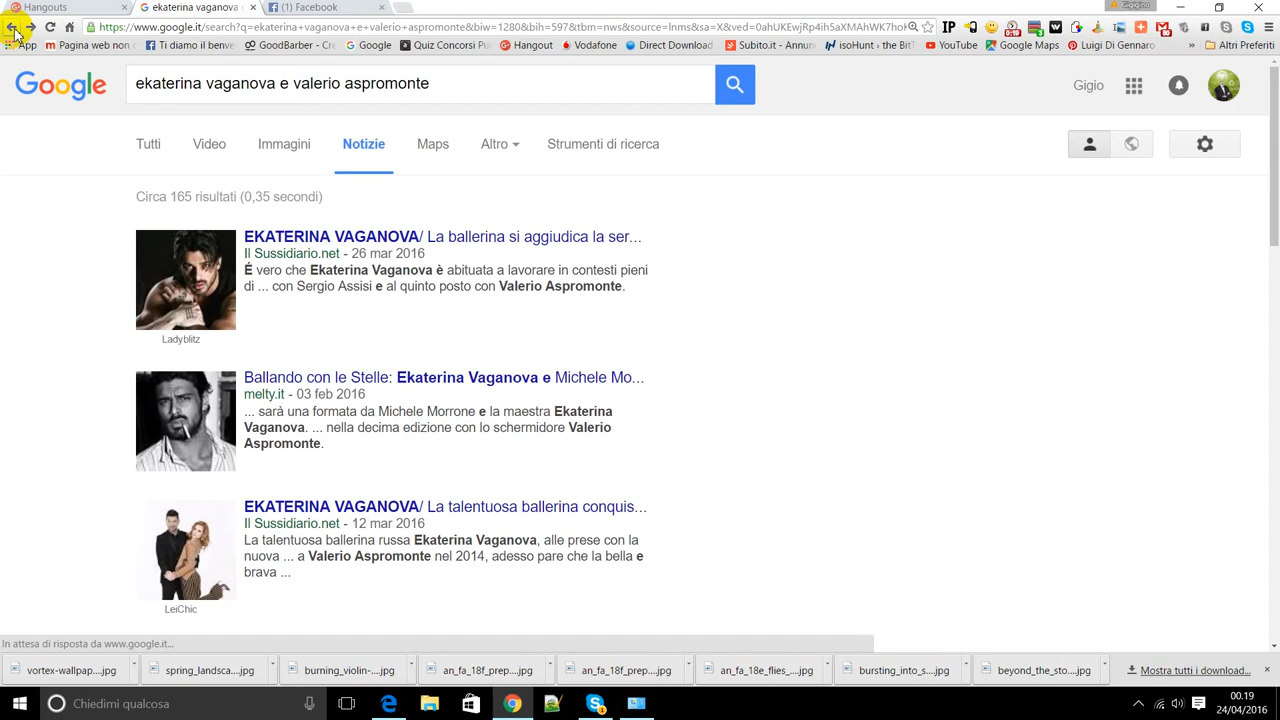 Hangouts
ekaterina vaganova e
(1) Facebook
Gigig.no
https://www.google.it/search?q=ekaterina+vaganova+e+valerio+aspromonte&biw=1280&bih=597&tbm=nws&source=lnms&sa=X&ved=0ahUKEwjRp4ih5aXMAhWK7hoK
App
Pagina web non
Ti dismo il benve
GoodBarber
Google
Quiz Concorsi Pub
Hangout
Vodafone
Direct Download
Subito.it - Annun
isoHunt › the BitT
YouTube
Google Maps
Luigi Di Gennaro
»
Altri Preferiti
Google
ekaterina vaganova e valerio aspromonte
Gigio
Tutti
Video
Immagini
Notizie
Maps
Altro
Strumenti di ricerca
Circa 165 risultati (0,35 secondi)
EKATERINA VAGANOVA/ La ballerina si aggiudica la ser...
Il Sussidiario.net - 26 mar 2016
É vero che Ekaterina Vaganova è abituata a lavorare in contesti pieni
di ... con Sergio Assisi e al quinto posto con Valerio Aspromonte.
Ladyblitz
Ballando con le Stelle: Ekaterina Vaganova e Michele Mo...
melty.it - 03 feb 2016
... sarà una formata da Michele Morrone e la maestra Ekaterina
Vaganova. ... nella decima edizione con lo schermidore Valerio
Aspromonte.
EKATERINA VAGANOVA/ La talentuosa ballerina conquis...
Il Sussidiario.net - 12 mar 2016
La talentuosa ballerina russa Ekaterina Vaganova, alle prese con la
nuova ... a Valerio Aspromonte nel 2014, adesso pare che la bella e
brava ...
LeiChic
In attesa di risposta da www.google.it...
vortex-wallpap....jpg
spring_landsca....jpg
burning_violin-....jpg
an_fa_18f_prep....jpg
an_fa_18f_prep....jpg
an_fa_18e_flies_....jpg
bursting_into_s....jpg
beyond_the_sto....jpg
Mostra tutti i download...
Chiedimi qualcosa
00.19
24/04/2016